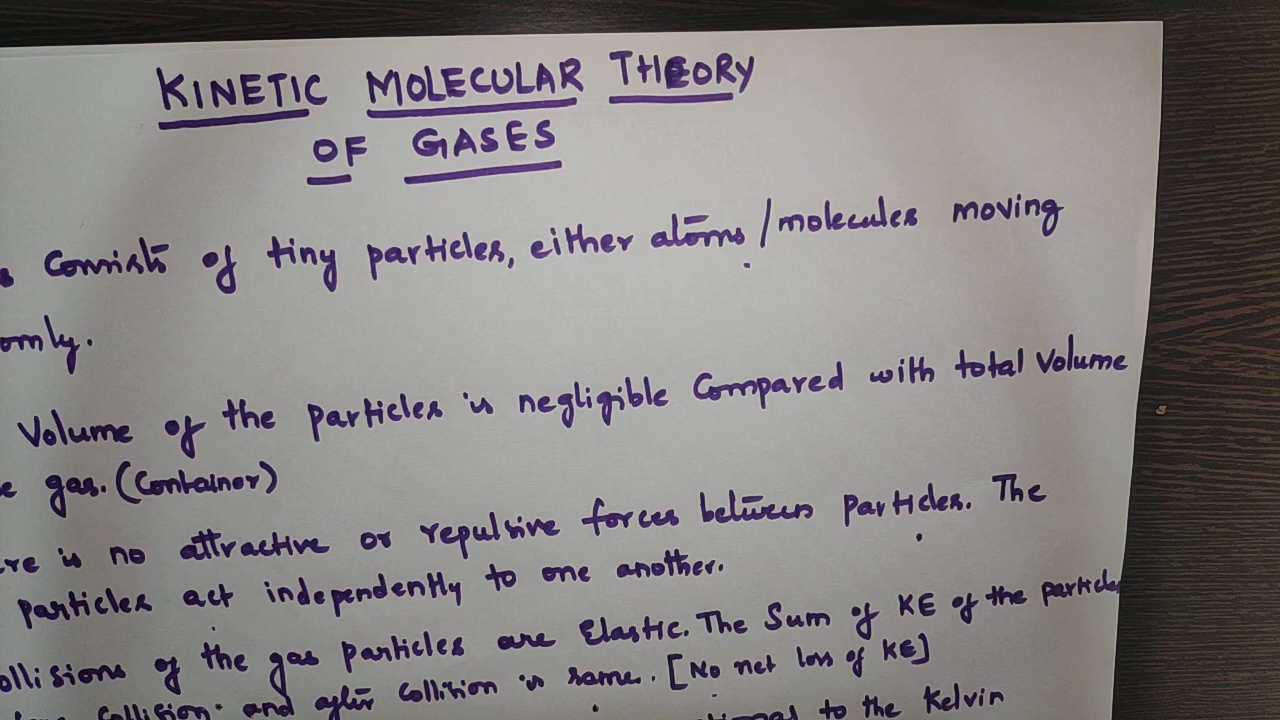 KINETIC MOLECULAR THEORY
OF GASES
consists of tiny particles, either atoms/molecules moving
omly.
Volume of the particles is negligible Compared with total Volume
gas. (Container)
re is no attractive or repulsive forces between particles. The
particles act independently to one another.
ollisions of the gas particles are Elastic. The Sum of KE of the particles
collision and after collision is same. [No net loss of KE]
to the Kelvin